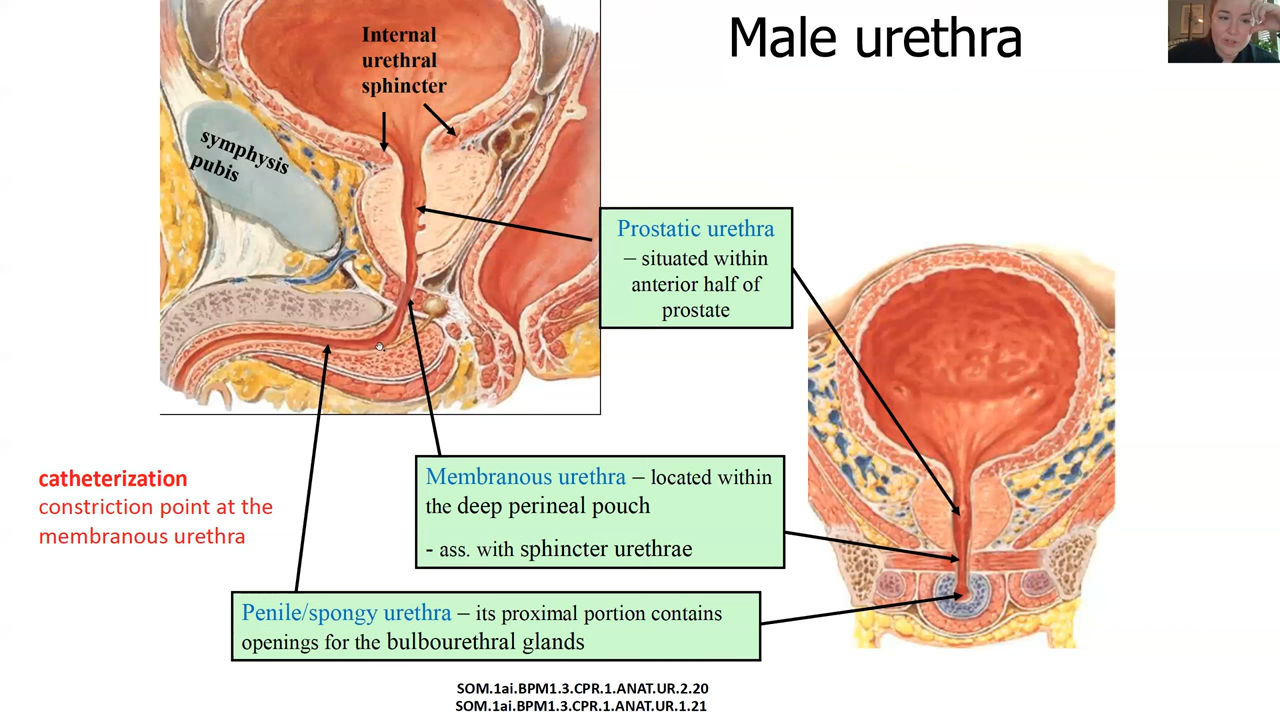 Male urethra
Internal
urethral
sphincter
symphysis
pubis
Prostatic urethra
– situated within
anterior half of
prostate
catheterization
constriction point at the
membranous urethra
Membranous urethra – located within
the deep perineal pouch
- ass. with sphincter urethrae
Penile/spongy urethra – its proximal portion contains
openings for the bulbourethral glands
SOM.1ai.BPM1.3.CPR.1.ANAT.UR.2.20
SOM.1ai.BPM1.3.CPR.1.ANAT.UR.1.21